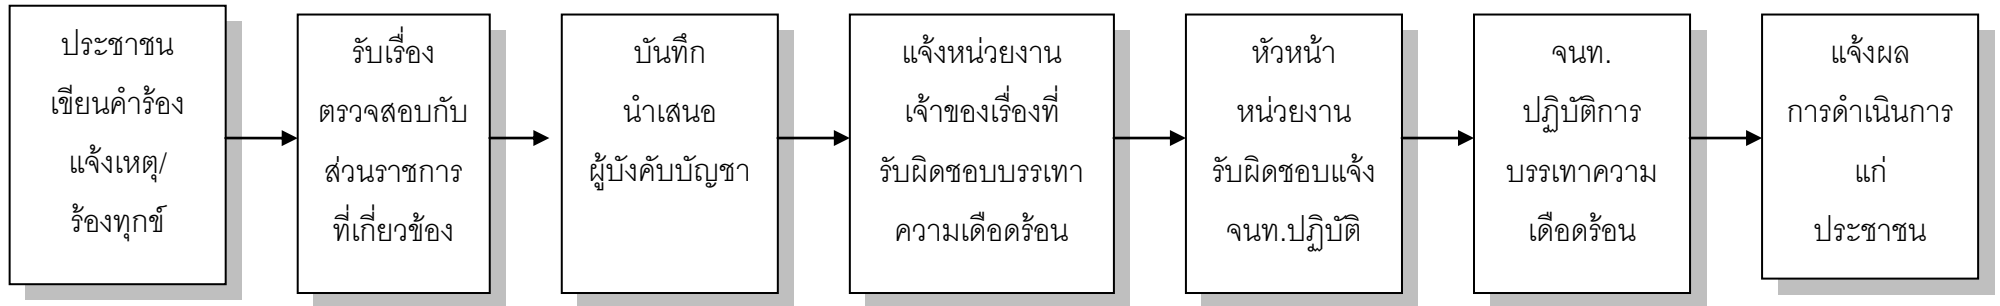 ประชาชน
เขียนคำร้อง
แจ้งเหตุ/
ร้องทุกข์
รับเรื่อง
ตรวจสอบกับ
ส่วนราชการ
ที่เกี่ยวข้อง
บันทึก
นำเสนอ
ผู้บังคับบัญชา
แจ้งหน่วยงาน
เจ้าของเรื่องที่
รับผิดชอบบรรเทา
ความเดือดร้อน
หัวหน้า
หน่วยงาน
รับผิดชอบแจ้ง
จนท.ปฏิบัติ
จนท.
ปฏิบัติการ
บรรเทาความ
เดือดร้อน
แจ้งผล
การดำเนินการ
แก่
ประชาชน